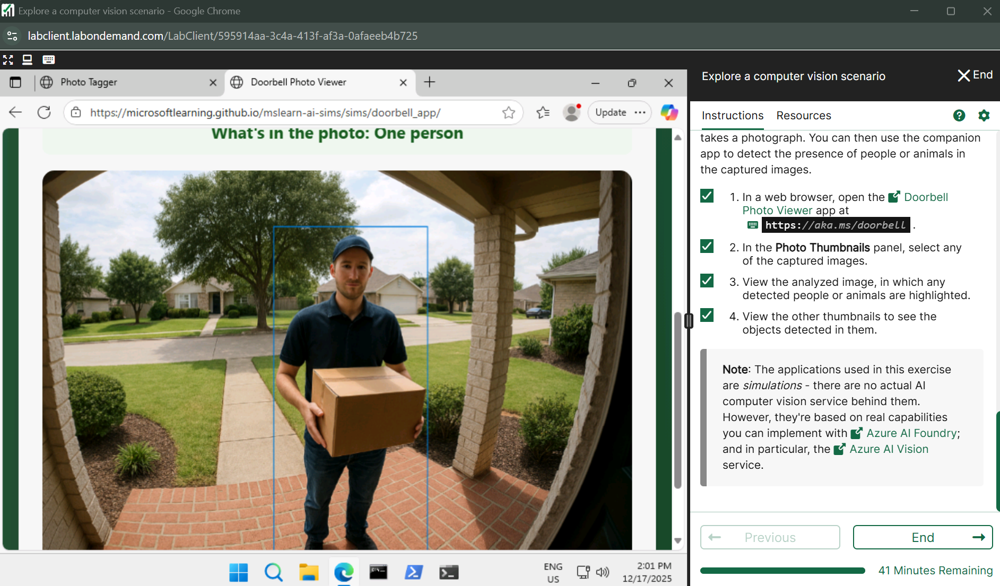 Explore a computer vision scenario - Google Chrome
labclient.labondemand.com/LabClient/595914aa-3c4a-413f-af3a-0afaeeb4b725
Photo Tagger
Doorbell Photo Viewer
https://microsoftlearning.github.io/mslearn-ai-sims/sims/doorbell_app/
Update
What's in the photo: One person
ENG
US
2:01 PM
12/17/2025
Explore a computer vision scenario
End
Instructions
Resources
takes a photograph. You can then use the companion
app to detect the presence of people or animals in
the captured images.
1. In a web browser, open the Doorbell
Photo Viewer app at
https://aka.ms/doorbell .
2. In the Photo Thumbnails panel, select any
of the captured images.
3. View the analyzed image, in which any
detected people or animals are highlighted.
4. View the other thumbnails to see the
objects detected in them.
Note: The applications used in this exercise
are simulations - there are no actual AI
computer vision service behind them.
However, they're based on real capabilities
you can implement with Azure AI Foundry;
and in particular, the Azure AI Vision
service.
Previous
End
41 Minutes Remaining